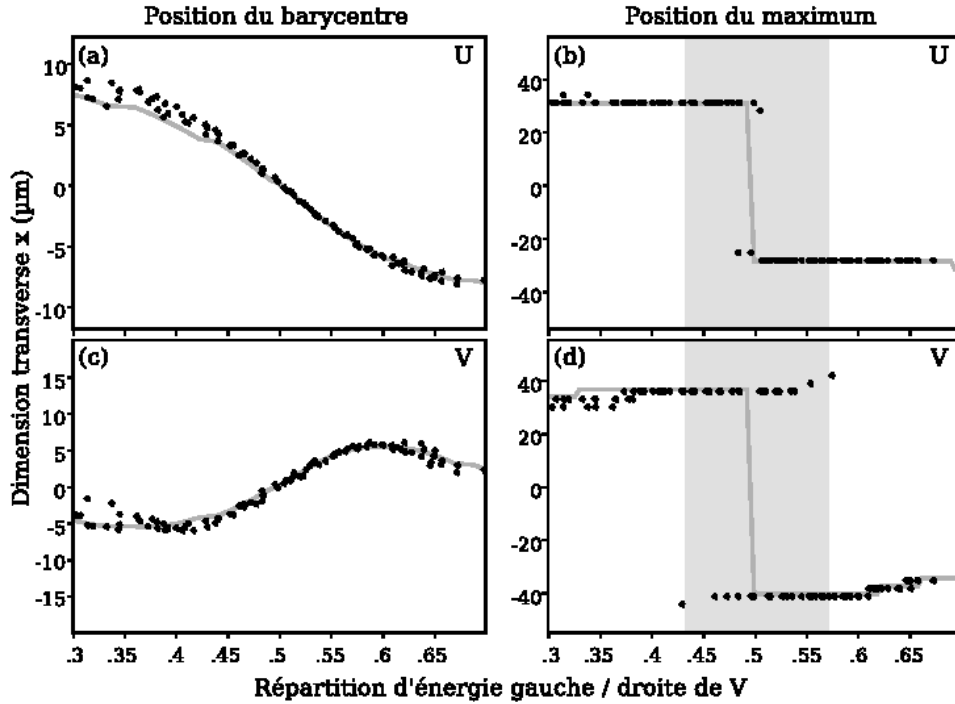 Position du barycentre
Position du maximum
Dimension transverse x (µm)
(a)
U
10
5
0
-5
-10
(b)
U
40
20
0
-20
-40
(c)
V
15
10
5
0
-5
-10
-15
(d)
V
40
20
0
-20
-40
.3 .35 .4 .45 .5 .55 .6 .65
.3 .35 .4 .45 .5 .55 .6 .65
Répartition d'énergie gauche / droite de V